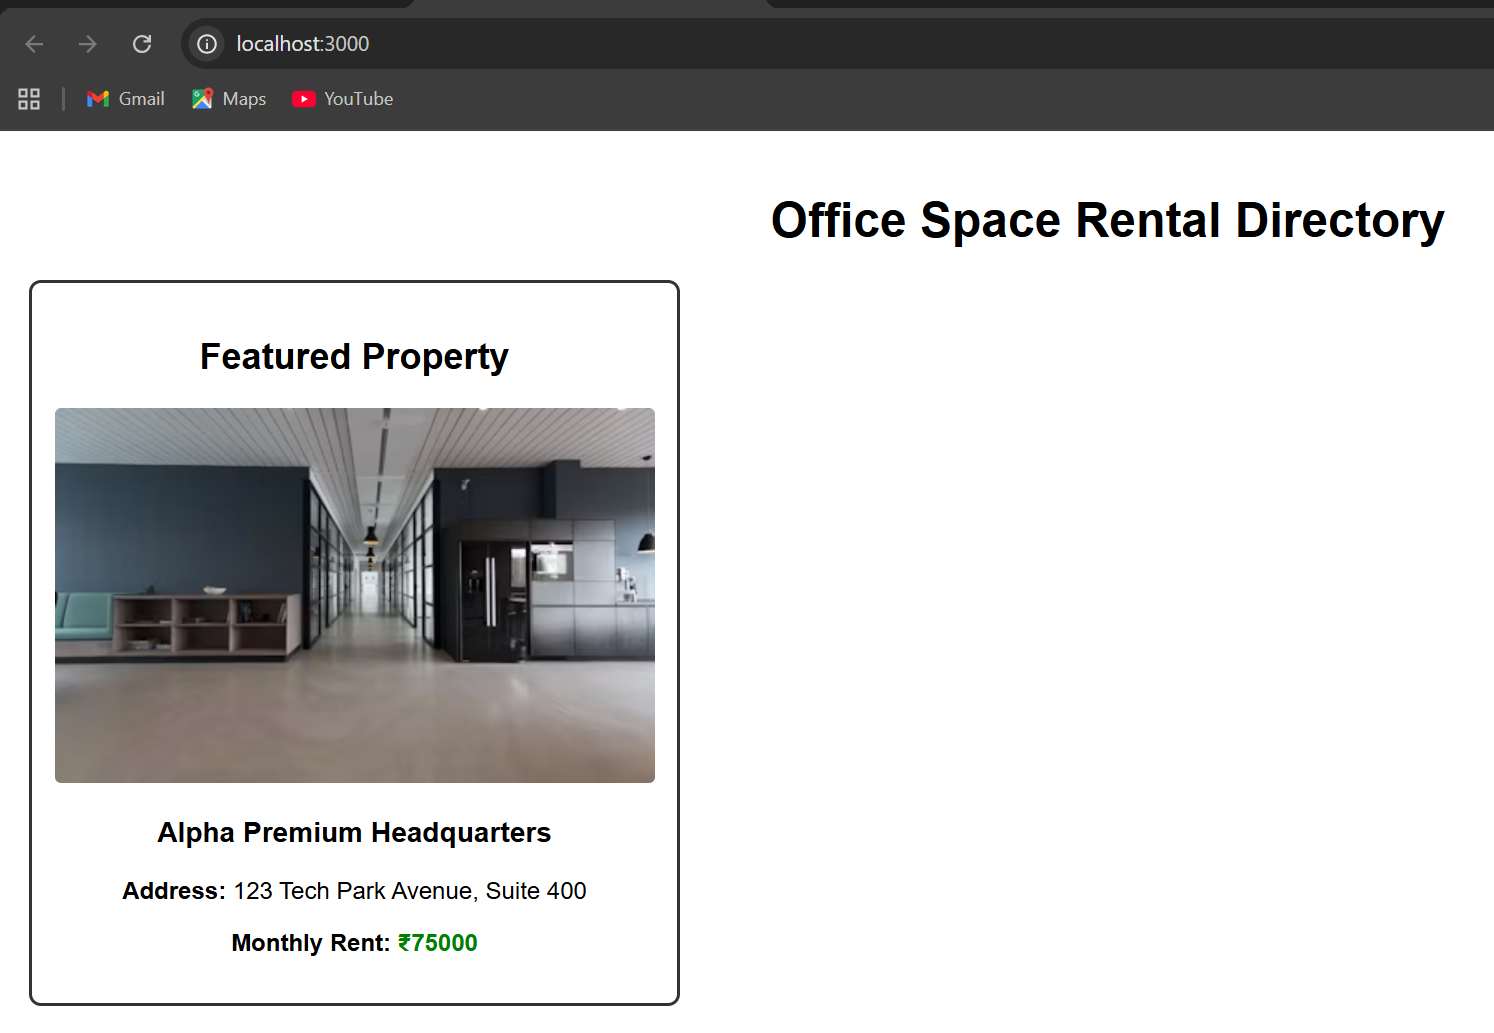 localhost:3000
Gmail Maps YouTube
Office Space Rental Directory
Featured Property
Alpha Premium Headquarters
Address: 123 Tech Park Avenue, Suite 400
Monthly Rent: ₹75000